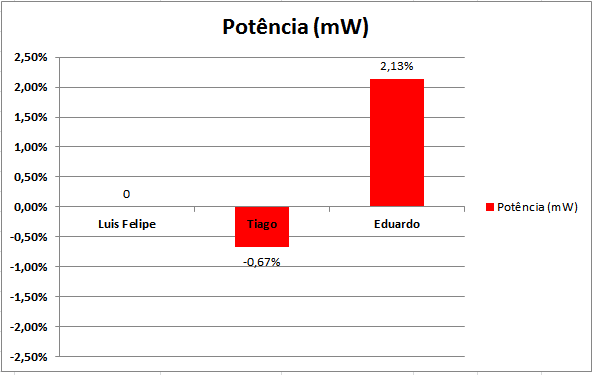 Potência (mW)
2,50%
2,00%
1,50%
1,00%
0,50%
0,00%
-0,50%
-1,00%
-1,50%
-2,00%
-2,50%
0
-0,67%
2,13%
Luis Felipe
Tiago
Eduardo
Potência (mW)